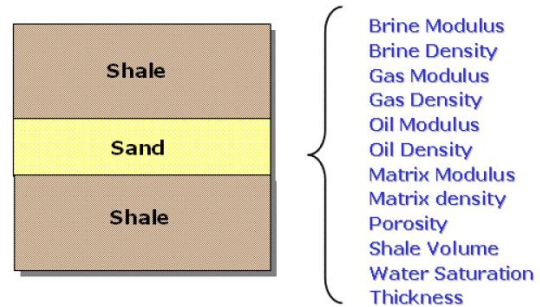 Shale
Sand
Shale
Brine Modulus
Brine Density
Gas Modulus
Gas Density
Oil Modulus
Oil Density
Matrix Modulus
Matrix density
Porosity
Shale Volume
Water Saturation
Thickness